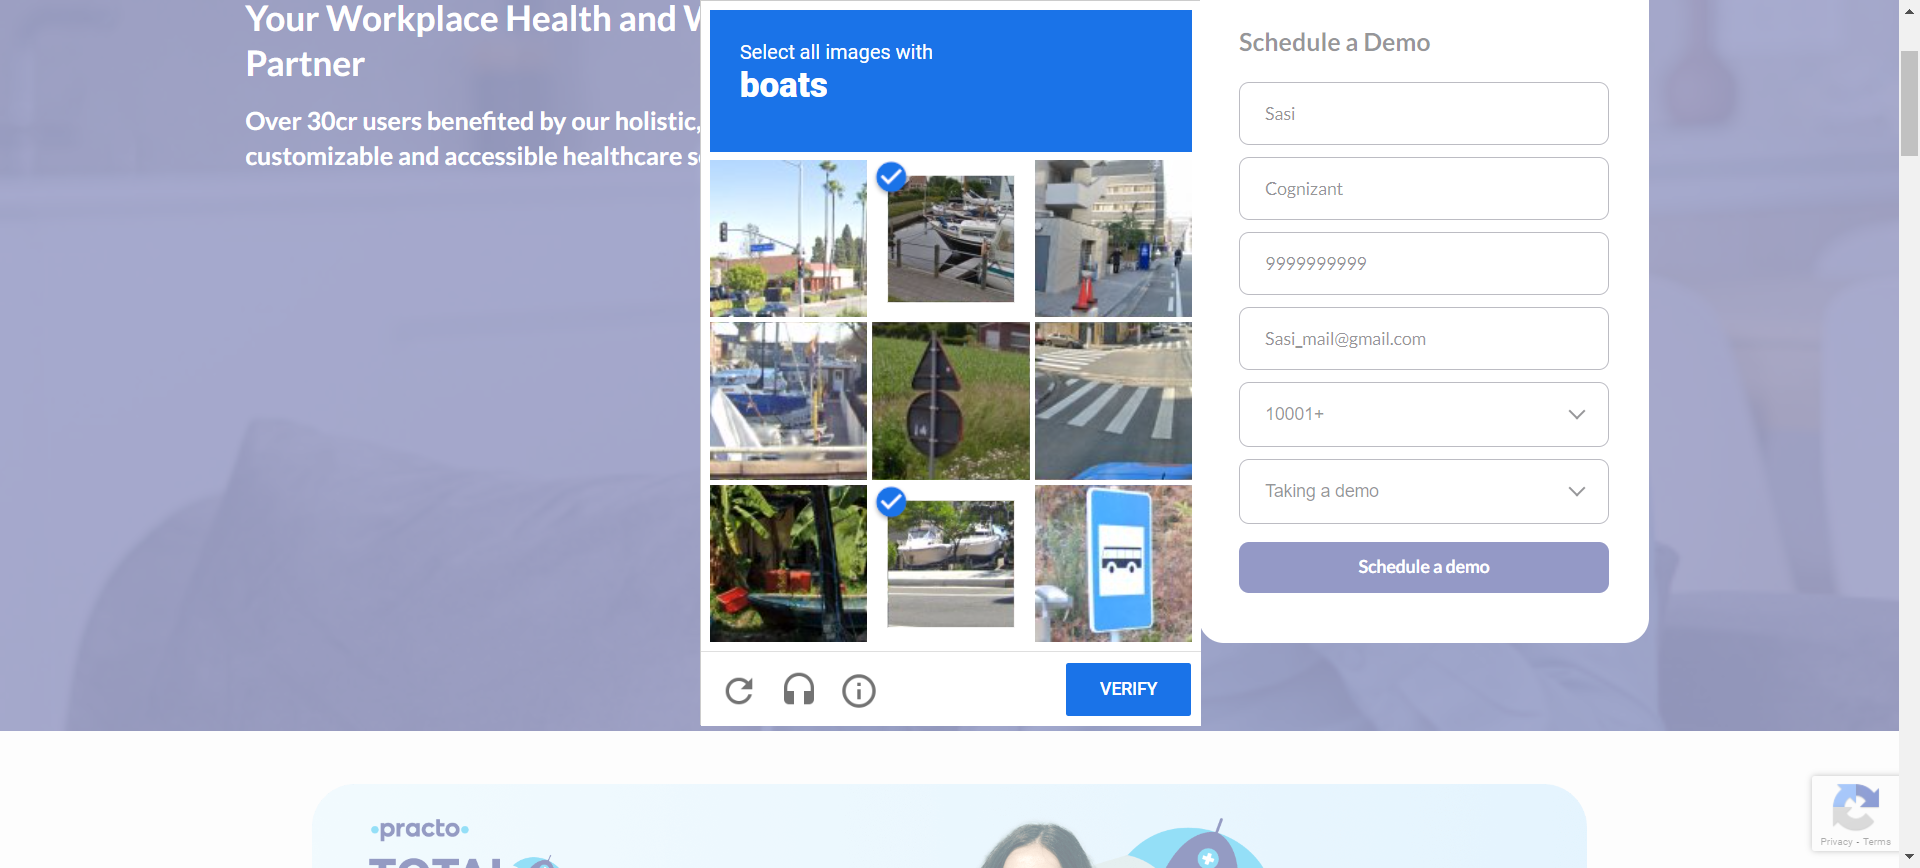 Your Workplace Health and W
Partner
Over 30cr users benefited by our holistic,
customizable and accessible healthcare s
Select all images with
boats
VERIFY
Schedule a Demo
Sasi
Cognizant
9999999999
Sasi_mail@gmail.com
10001+
Taking a demo
Schedule a demo
practo
TOTAL
Privacy - Terms